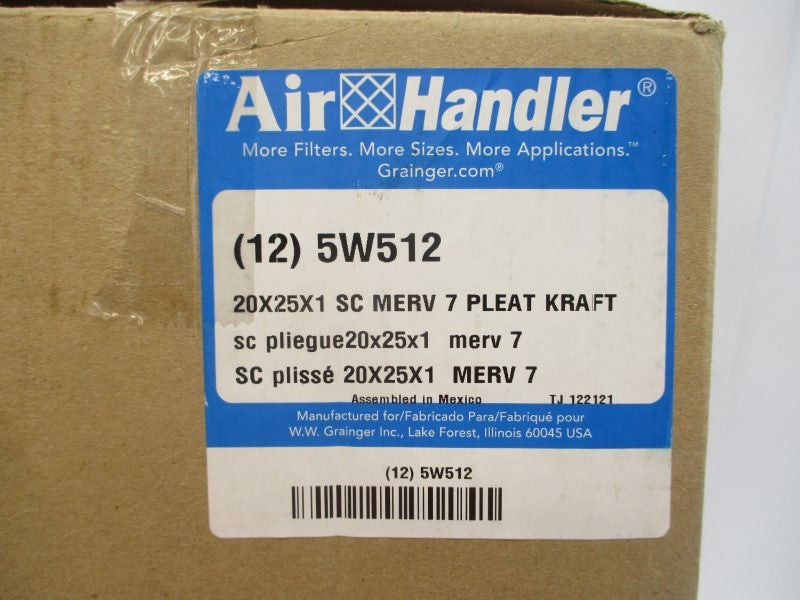 Air Handler®
More Filters. More Sizes. More Applications.™
Grainger.com®
(12) 5W512
20X25X1 SC MERV 7 PLEAT KRAFT
sc pliegue20x25x1 merv 7
SC plissé 20X25X1 MERV 7
Assembled in Mexico TJ 122121
Manufactured for/Fabricado Para/Fabriqué pour
W.W. Grainger Inc., Lake Forest, Illinois 60045 USA
(12) 5W512